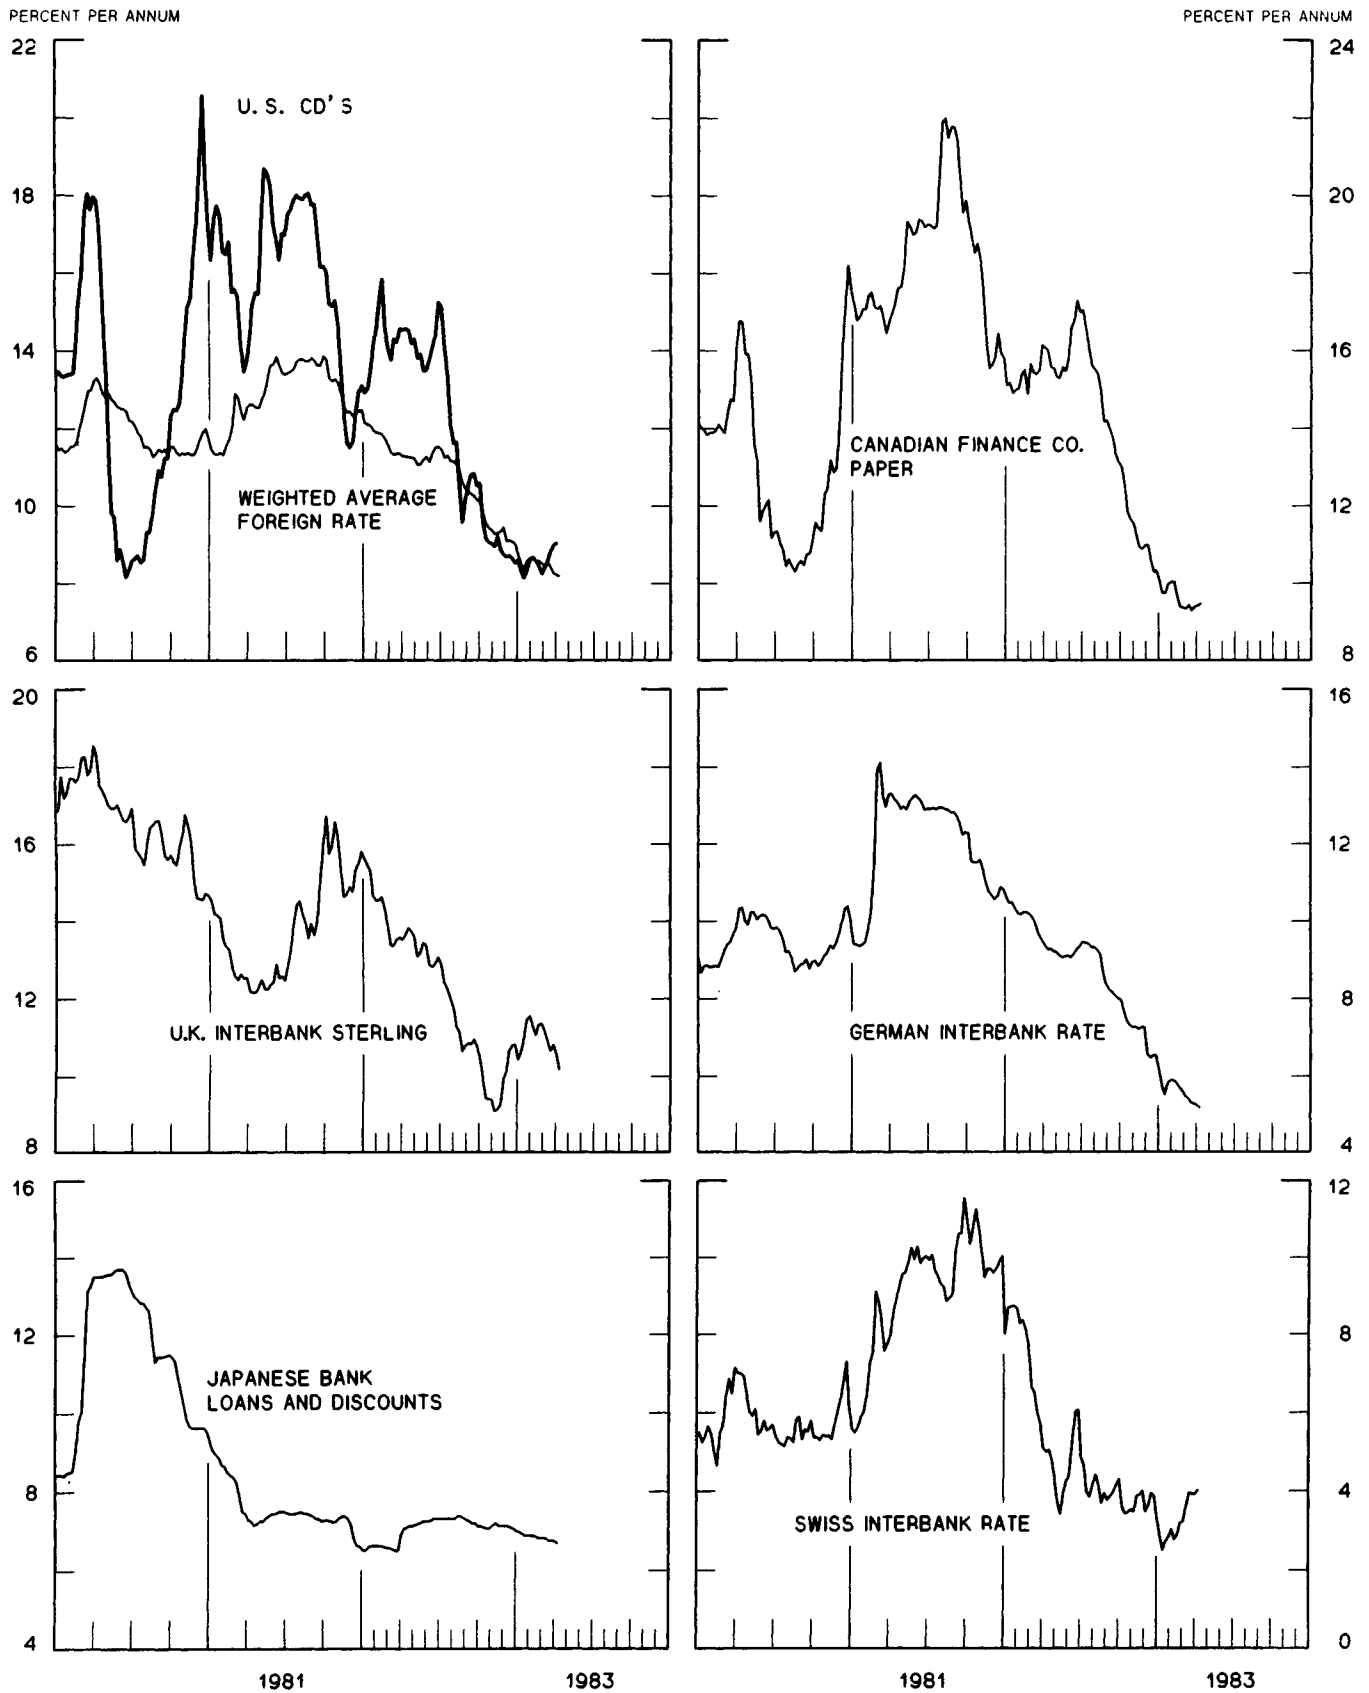 PERCENT PER ANNUM
PERCENT PER ANNUM
22
18
14
10
6
U. S. CD'S
WEIGHTED AVERAGE
FOREIGN RATE
24
20
16
12
8
CANADIAN FINANCE CO.
PAPER
20
16
12
8
U.K. INTERBANK STERLING
16
12
8
4
GERMAN INTERBANK RATE
16
12
8
4
JAPANESE BANK
LOANS AND DISCOUNTS
1981
1983
12
8
4
0
SWISS INTERBANK RATE
1981
1983